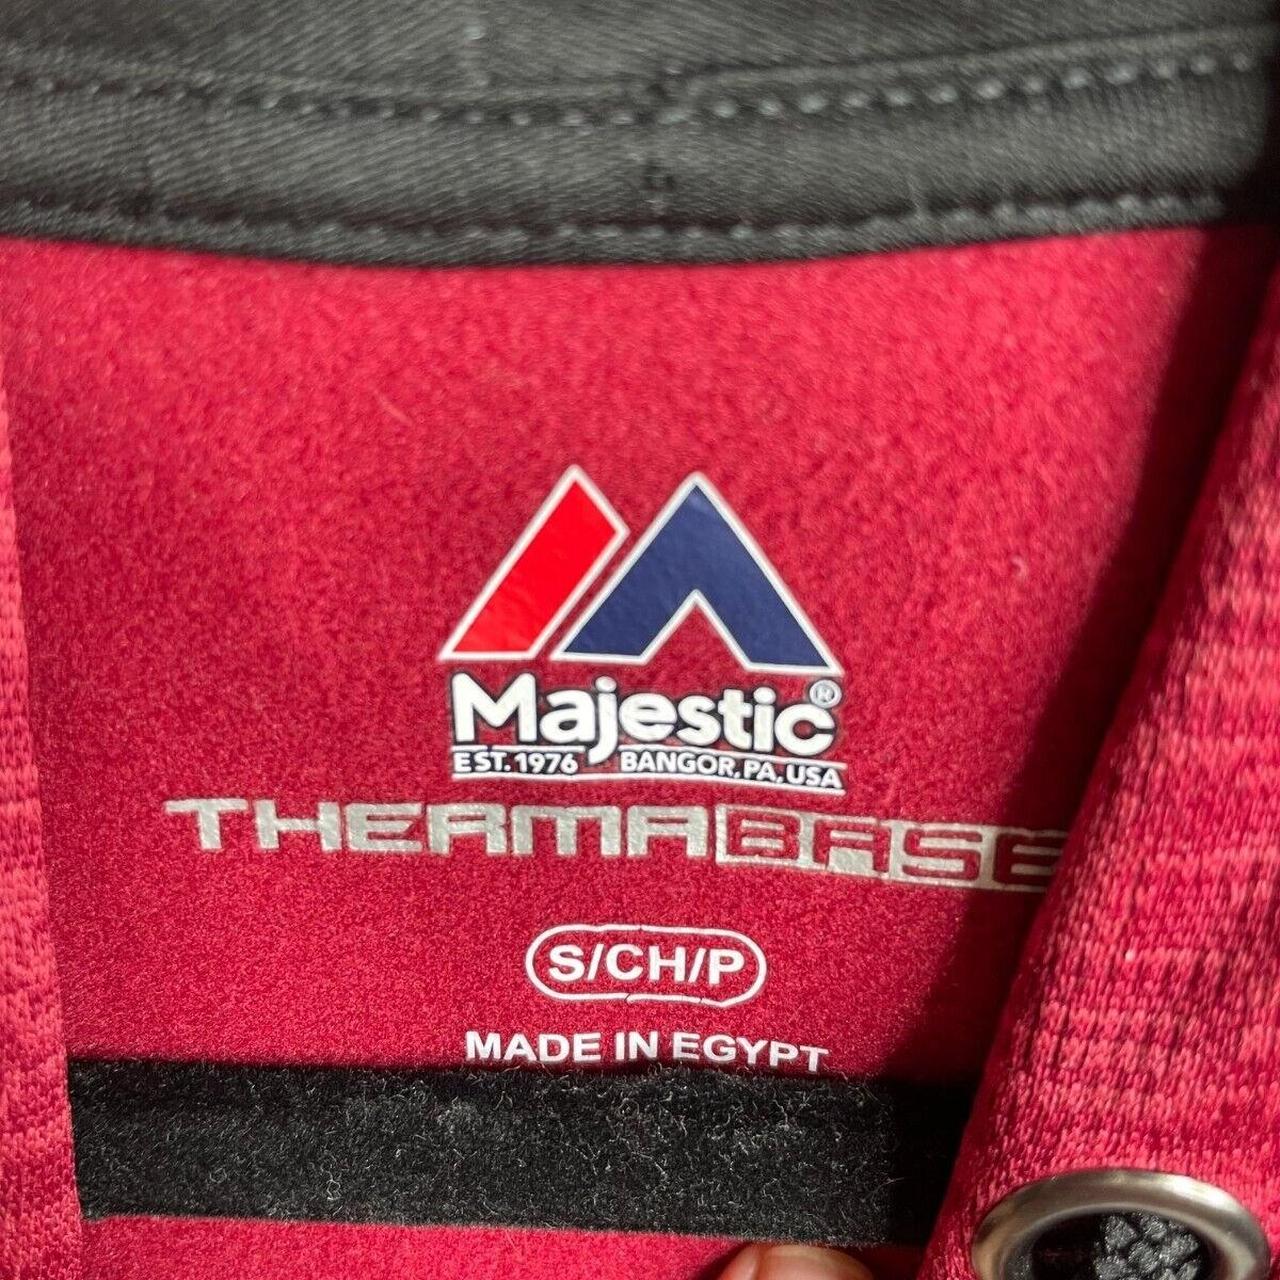 Majestic®
EST. 1976 BANGOR, PA, USA
THERMABASE
S/CH/P
MADE IN EGYPT